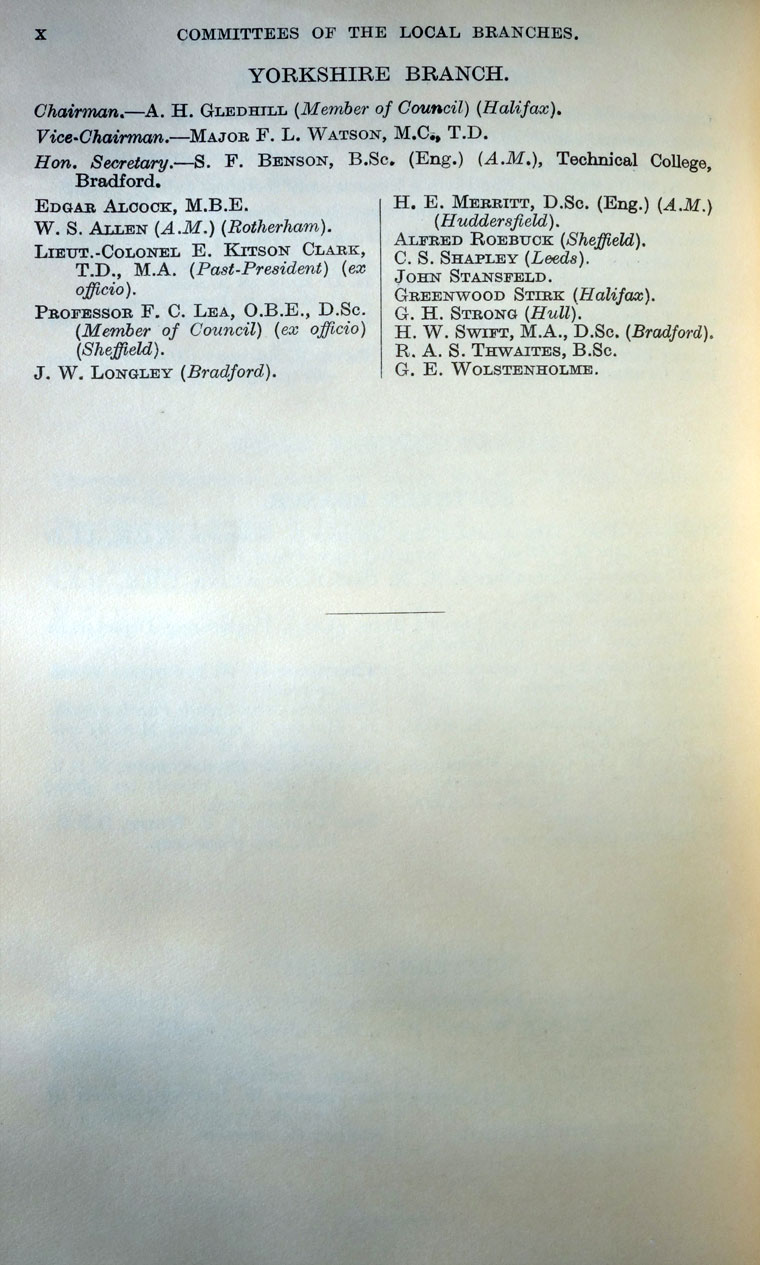 X COMMITTEES OF THE LOCAL BRANCHES.
YORKSHIRE BRANCH.
Chairman.—A. H. GLEDHILL (Member of Council) (Halifax).
Vice-Chairman.—MAJOR F. L. WATSON, M.C., T.D.
Hon. Secretary.—S. F. BENSON, B.Sc. (Eng.) (A.M.), Technical College,
Bradford.
EDGAR ALCOCK, M.B.E.
W. S. ALLEN (A.M.) (Rotherham).
LIEUT.-COLONEL E. KITSON CLARK,
T.D., M.A. (Past-President) (ex
officio).
PROFESSOR F. C. LEA, O.B.E., D.Sc.
(Member of Council) (ex officio)
(Sheffield).
J. W. LONGLEY (Bradford).
H. E. MERRITT, D.Sc. (Eng.) (A.M.)
(Huddersfield).
ALFRED ROEBUCK (Sheffield).
C. S. SHAPLEY (Leeds).
JOHN STANSFELD.
GREENWOOD STIRK (Halifax).
G. H. STRONG (Hull).
H. W. SWIFT, M.A., D.Sc. (Bradford).
R. A. S. THWAITES, B.Sc.
G. E. WOLSTENHOLME.